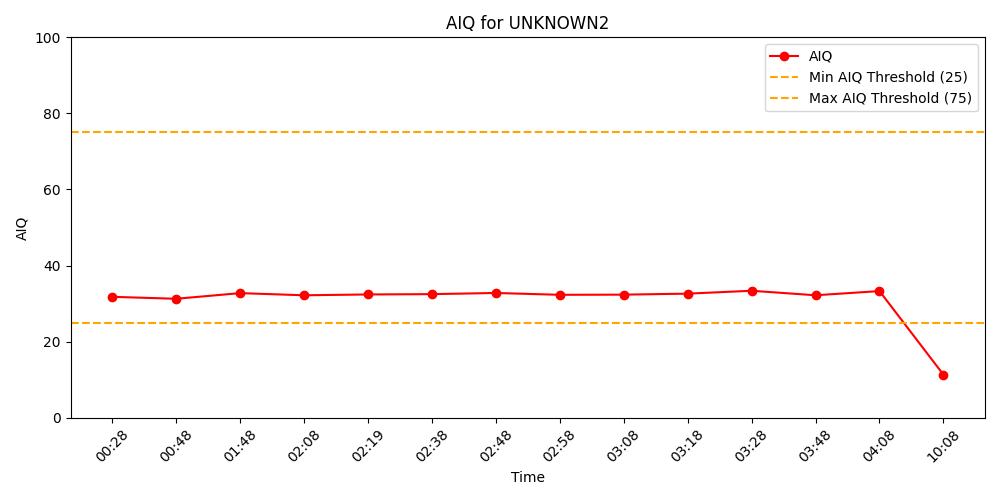 AIQ for UNKNOWN2
AIQ
Min AIQ Threshold (25)
Max AIQ Threshold (75)
100
80
60
40
20
0
AIQ
00:28 00:48 01:48 02:08 02:19 02:38 02:48 02:58 03:08 03:18 03:28 03:48 04:08 10:08
Time